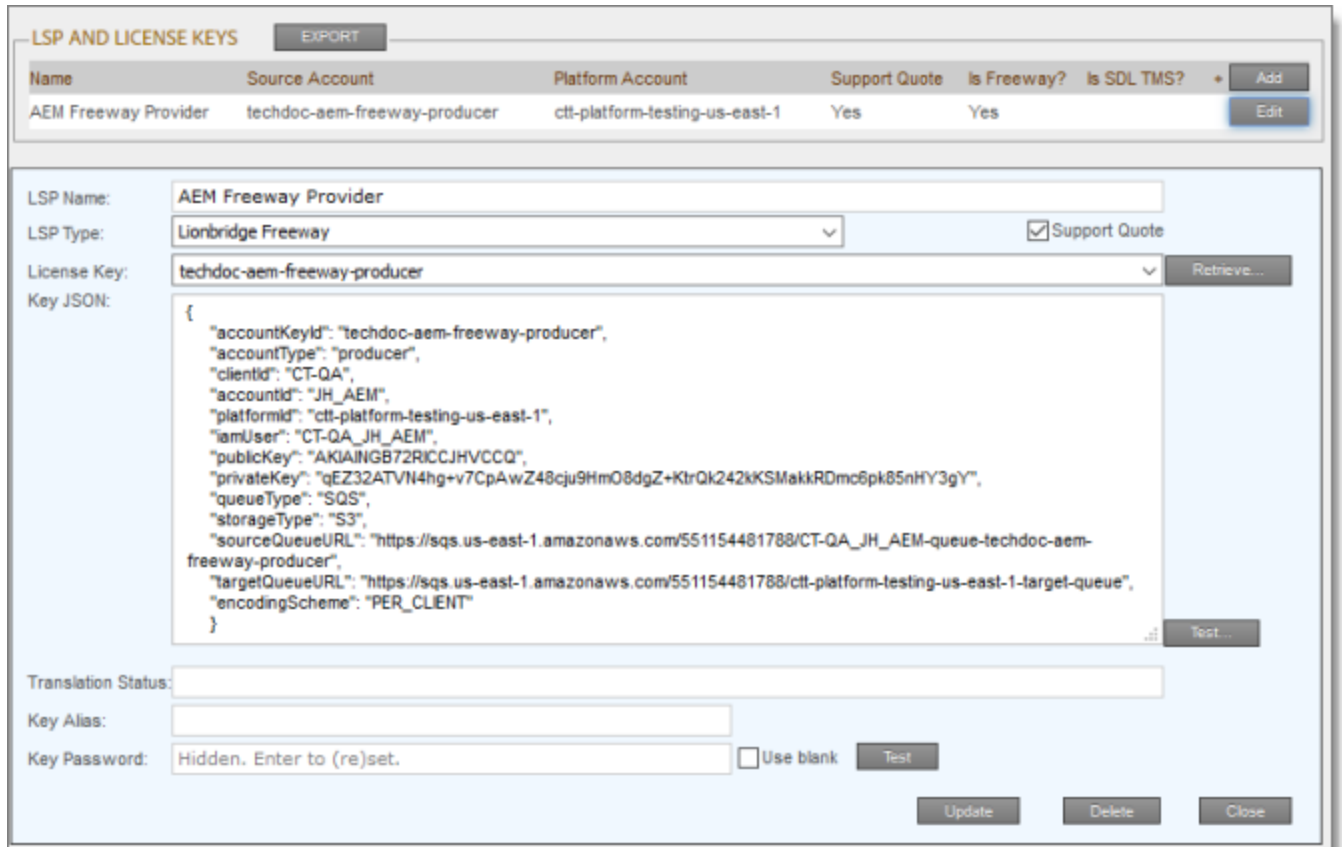 LSP AND LICENSE KEYS EXPORT
Name Source Account Platform Account Support Quote Is Freeway? Is SDL TMS? + Add
AEM Freeway Provider techdoc-aem-freeway-producer ctt-platform-testing-us-east-1 Yes Yes Edit
LSP Name: AEM Freeway Provider
LSP Type: Lionbridge Freeway Support Quote
License Key: techdoc-aem-freeway-producer Retrieve...
Key JSON:
{
"accountKeyId": "techdoc-aem-freeway-producer",
"accountType": "producer",
"clientId": "CT-QA",
"accountId": "JH_AEM",
"platformId": "ctt-platform-testing-us-east-1",
"iamUser": "CT-QA_JH_AEM",
"publicKey": "AKIAINGB72RICCJHVCCQ",
"privateKey": "qEZ32ATVN4hg+v7CpAwZ48cju9HmO8dgZ+KtrQk242kKSMakkRDmc6pk85nHY3gY",
"queueType": "SQS",
"storageType": "S3",
"sourceQueueURL": "https://sqs.us-east-1.amazonaws.com/551154481788/CT-QA_JH_AEM-queue-techdoc-aem-
freeway-producer",
"targetQueueURL": "https://sqs.us-east-1.amazonaws.com/551154481788/ctt-platform-testing-us-east-1-target-queue",
"encodingScheme": "PER_CLIENT"
}
Test...
Translation Status:
Key Alias:
Key Password: Hidden. Enter to (re)set. Use blank Test
Update Delete Close